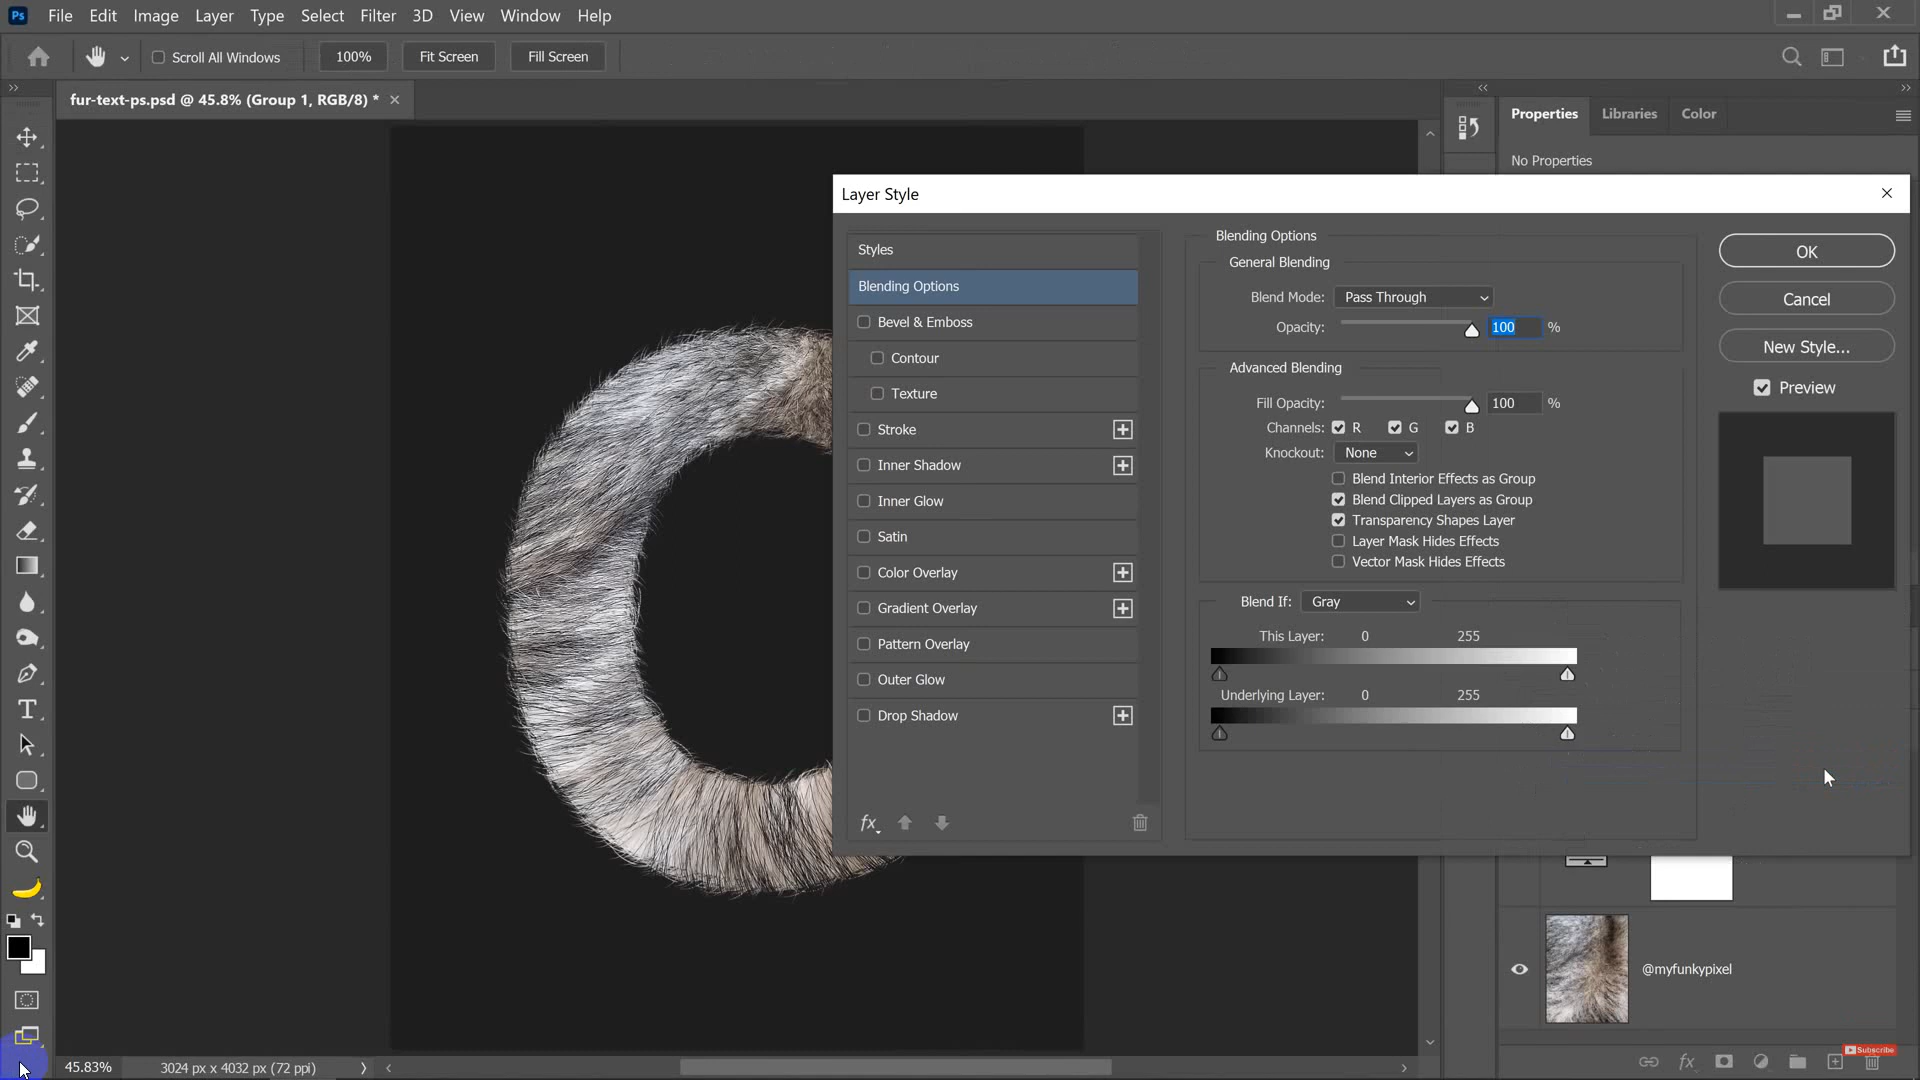 Ps File Edit Image Layer Type Select Filter 3D View Window Help
Scroll All Windows 100% Fit Screen Fill Screen
fur-text-ps.psd @ 45.8% (Group 1, RGB/8) *
Properties Libraries Color
No Properties
Layer Style
Styles
Blending Options
Bevel & Emboss
Contour
Texture
Stroke
Inner Shadow
Inner Glow
Satin
Color Overlay
Gradient Overlay
Pattern Overlay
Outer Glow
Drop Shadow
fx
Blending Options
General Blending
Blend Mode: Pass Through
Opacity: 100 %
Advanced Blending
Fill Opacity: 100 %
Channels: R G B
Knockout: None
Blend Interior Effects as Group
Blend Clipped Layers as Group
Transparency Shapes Layer
Layer Mask Hides Effects
Vector Mask Hides Effects
Blend If: Gray
This Layer: 0 255
Underlying Layer: 0 255
OK
Cancel
New Style...
Preview
@myfunkypixel
Subscribe
fx
45.83% 3024 px x 4032 px (72 ppi)